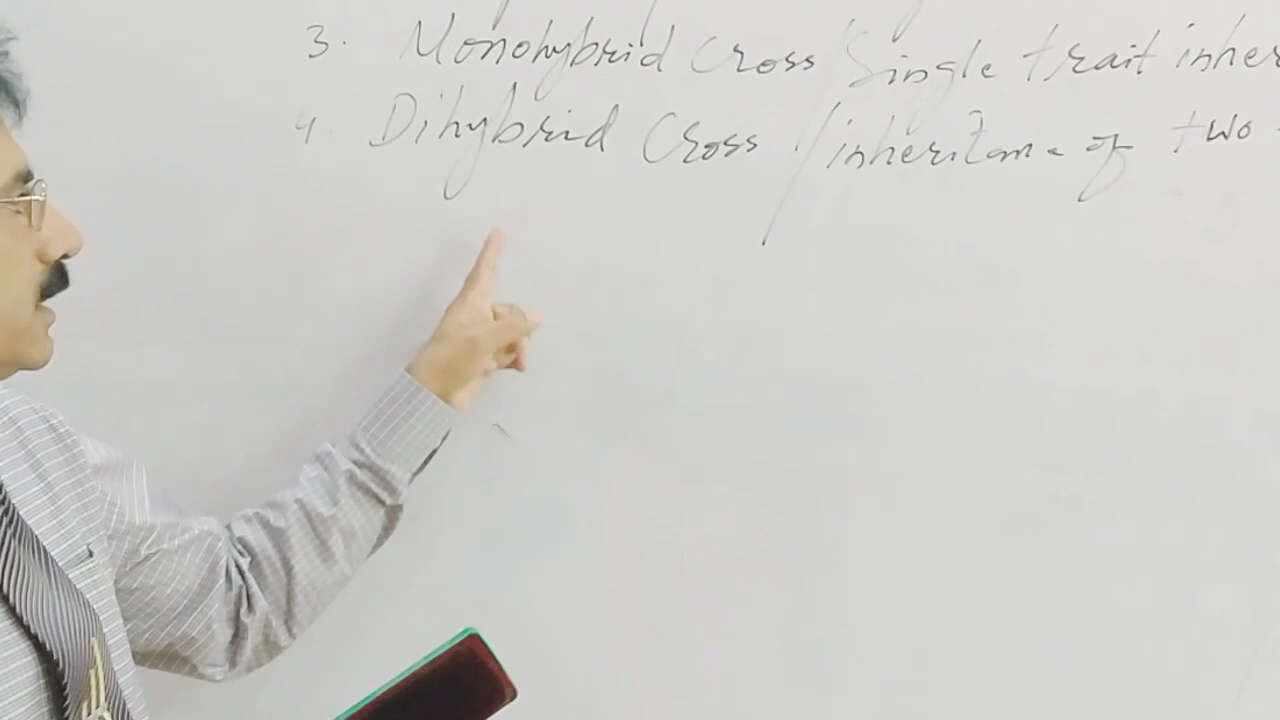 3. Monohybrid Cross / Single trait inher
4. Dihybrid Cross / inheritance of two